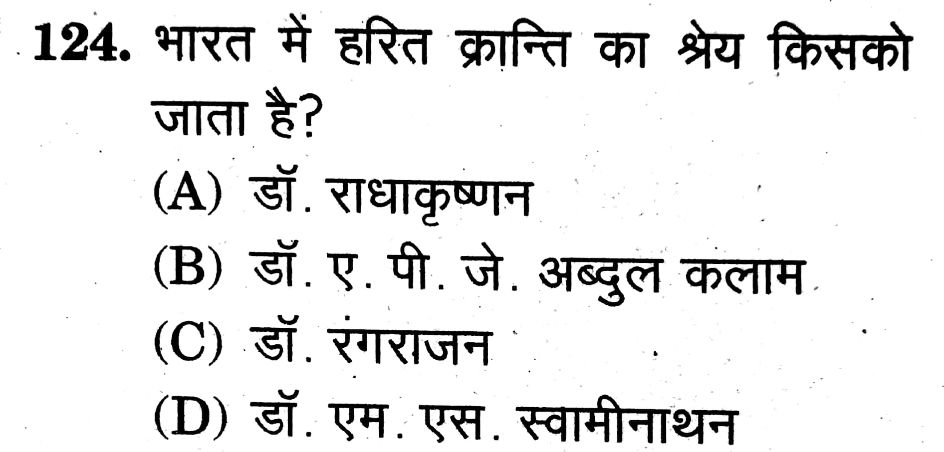 124. भारत में हरित क्रान्ति का श्रेय किसको
जाता है?
(A) डॉ. राधाकृष्णन
(B) डॉ. ए. पी. जे. अब्दुल कलाम
(C) डॉ. रंगराजन
(D) डॉ. एम. एस. स्वामीनाथन